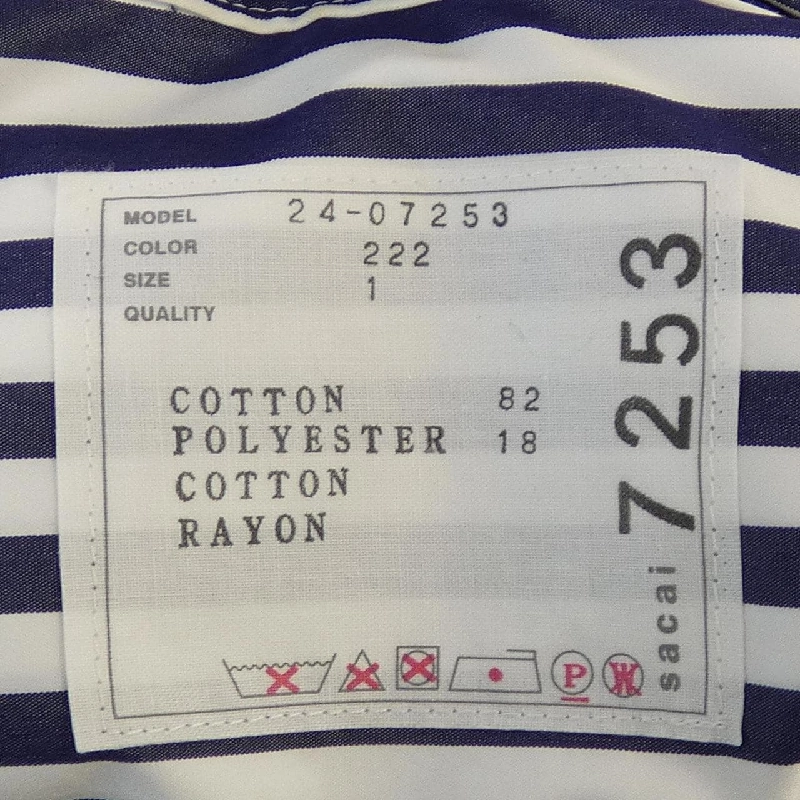 MODEL 24-07253
COLOR 222
SIZE 1
QUALITY
COTTON 82
POLYESTER 18
COTTON
RAYON
P
W
sacai 7253